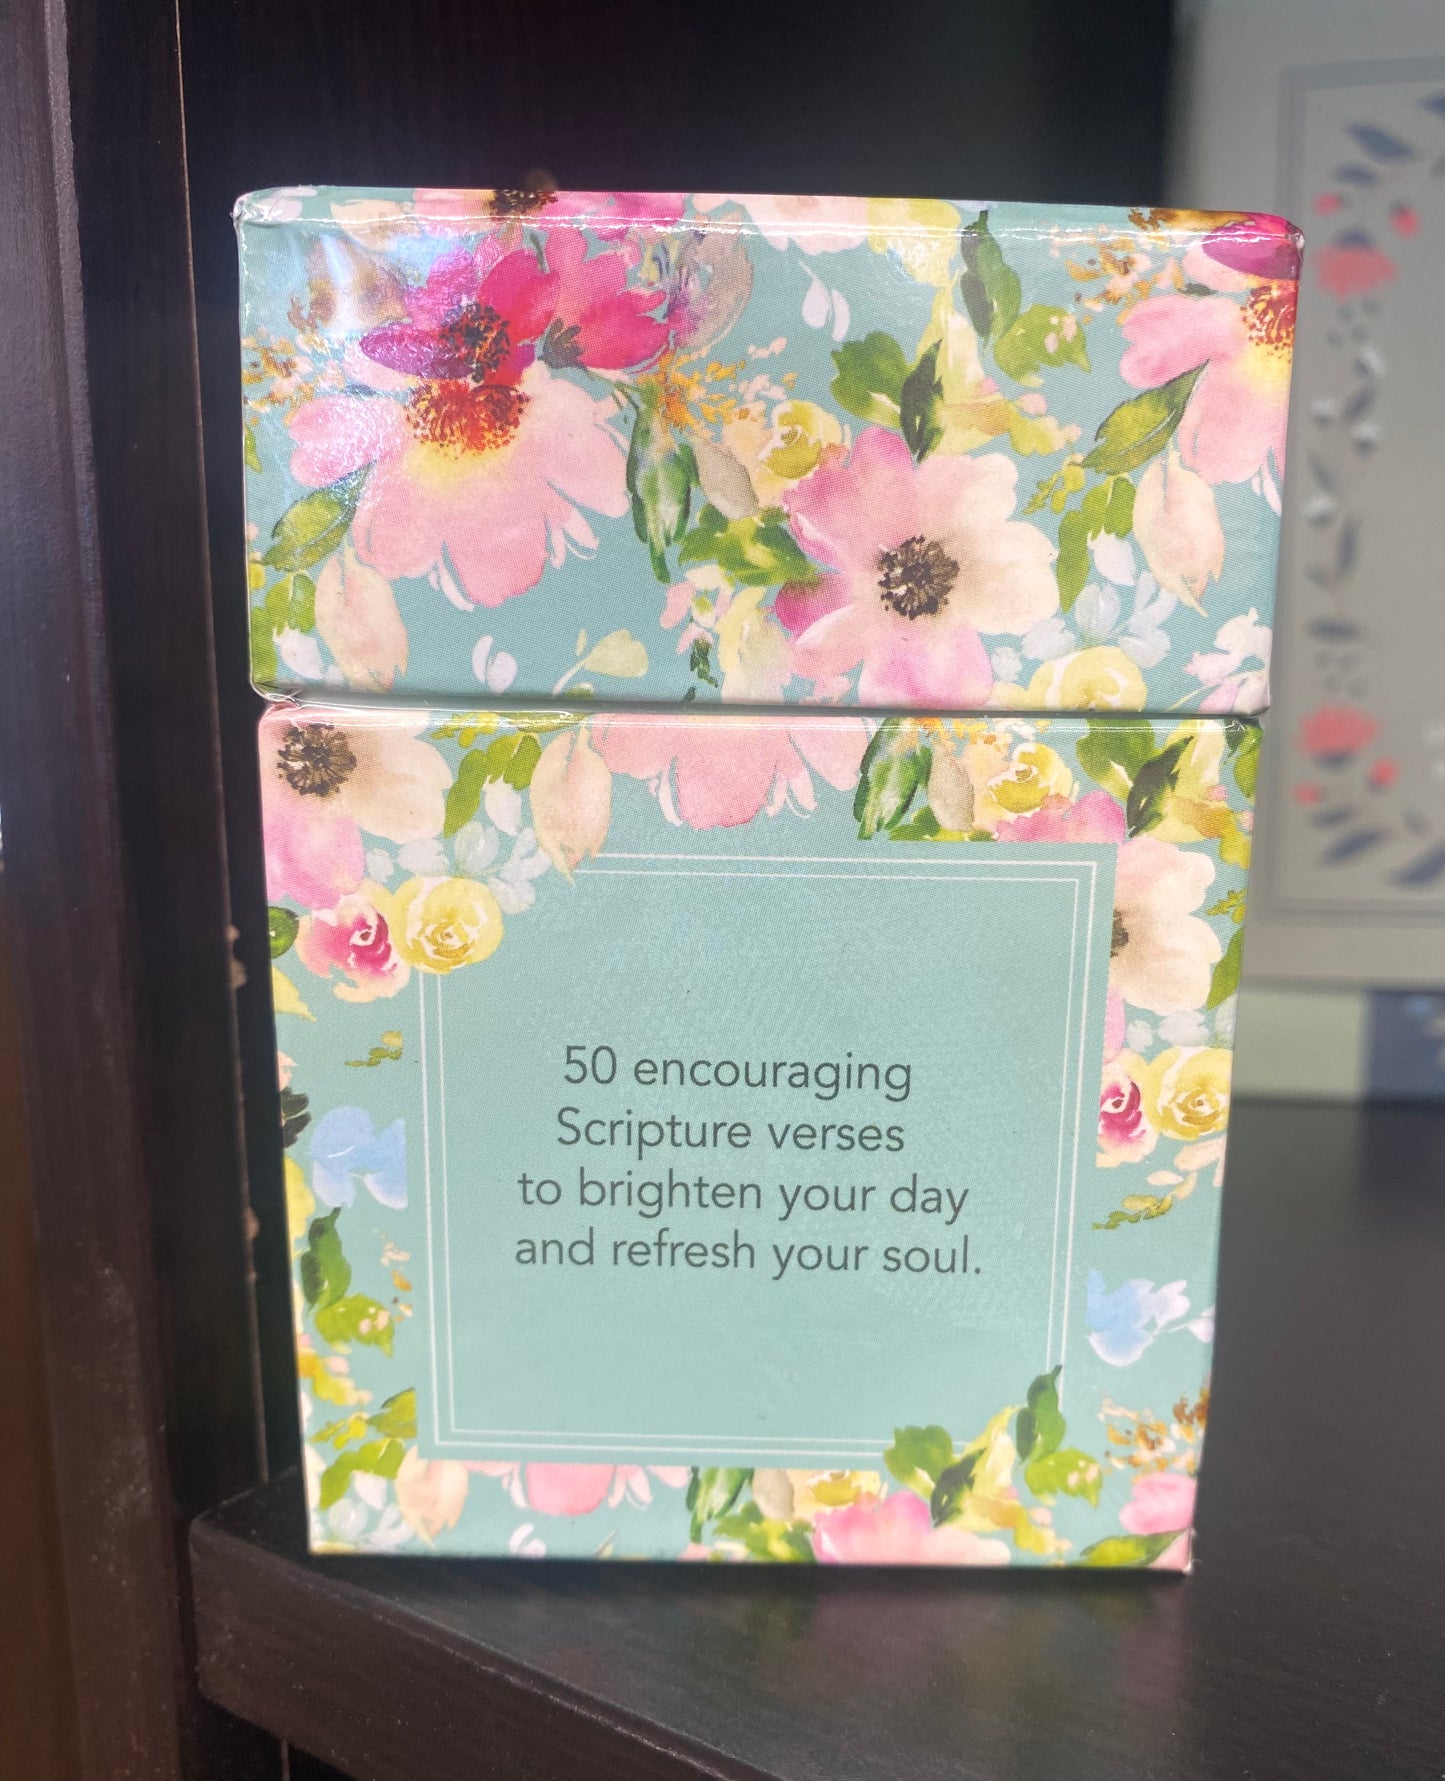 50 encouraging
Scripture verses
to brighten your day
and refresh your soul.